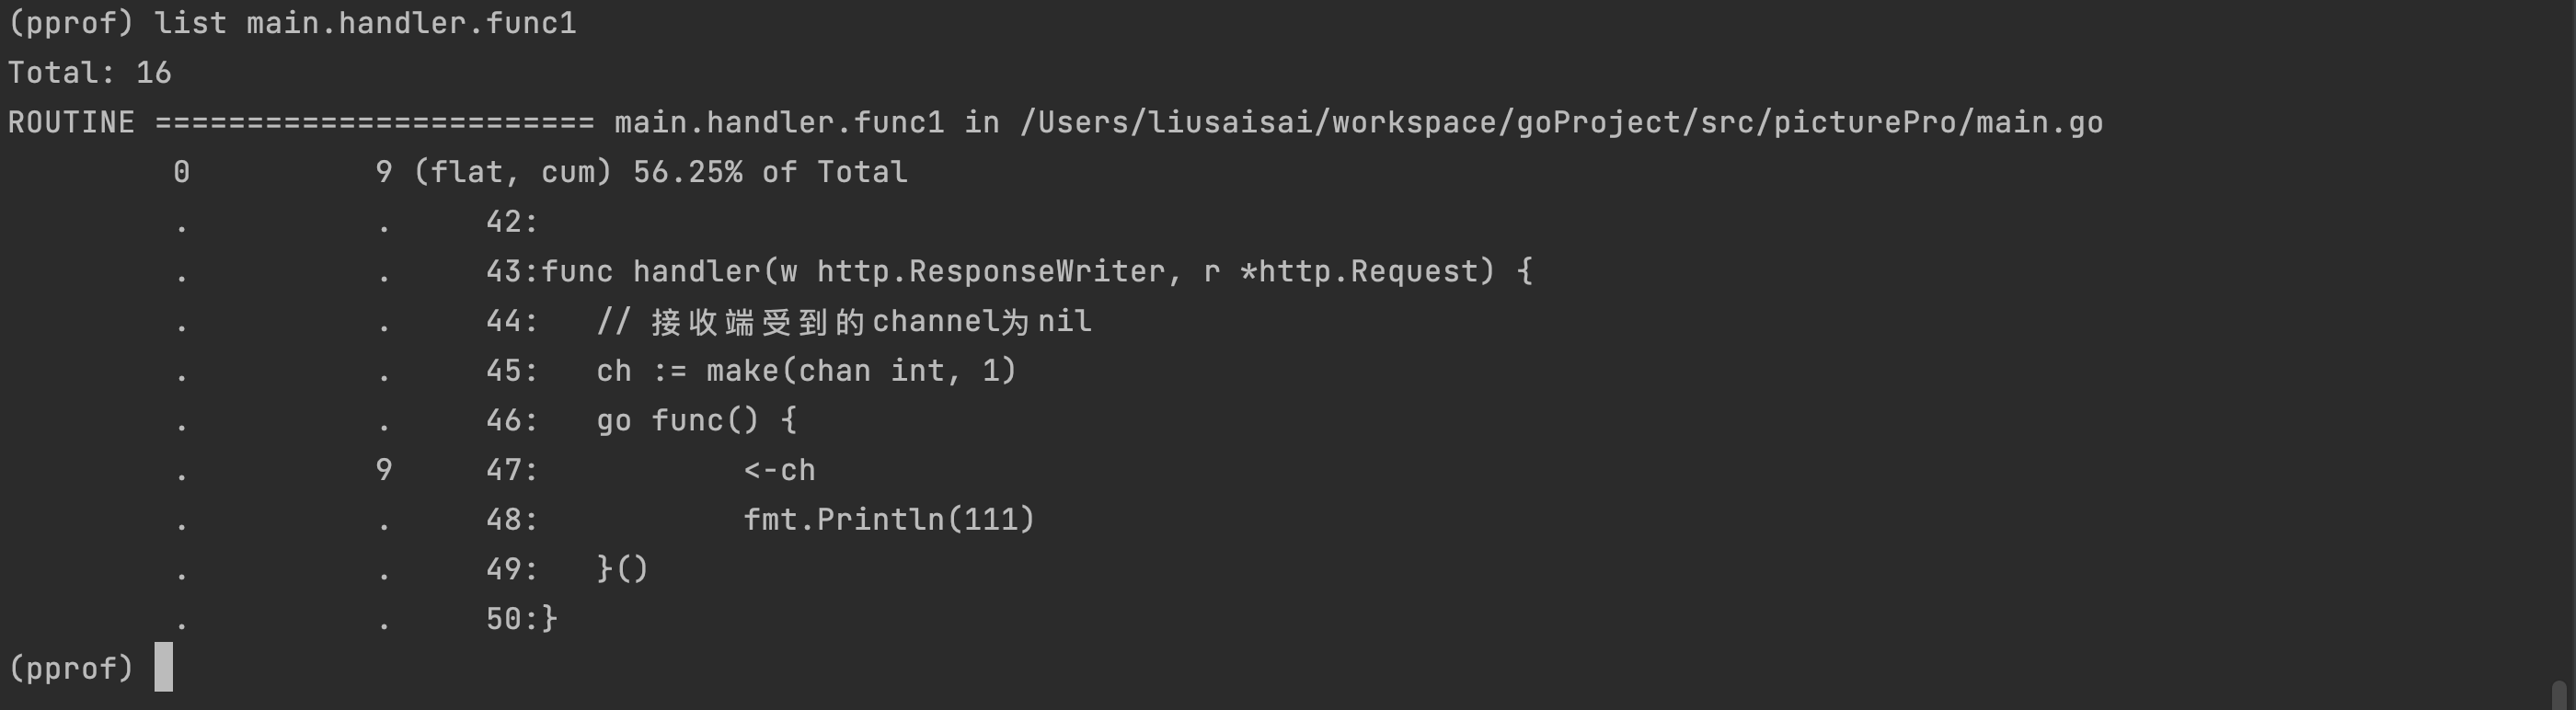 (pprof) list main.handler.func1
Total: 16
ROUTINE ======================== main.handler.func1 in /Users/liusaisai/workspace/goProject/src/picturePro/main.go
         0          9 (flat, cum) 56.25% of Total
         .          .     42:
         .          .     43:func handler(w http.ResponseWriter, r *http.Request) {
         .          .     44:   // 接收端受到的channel为nil
         .          .     45:   ch := make(chan int, 1)
         .          .     46:   go func() {
         .          9     47:           <-ch
         .          .     48:           fmt.Println(111)
         .          .     49:   }()
         .          .     50:}
(pprof)